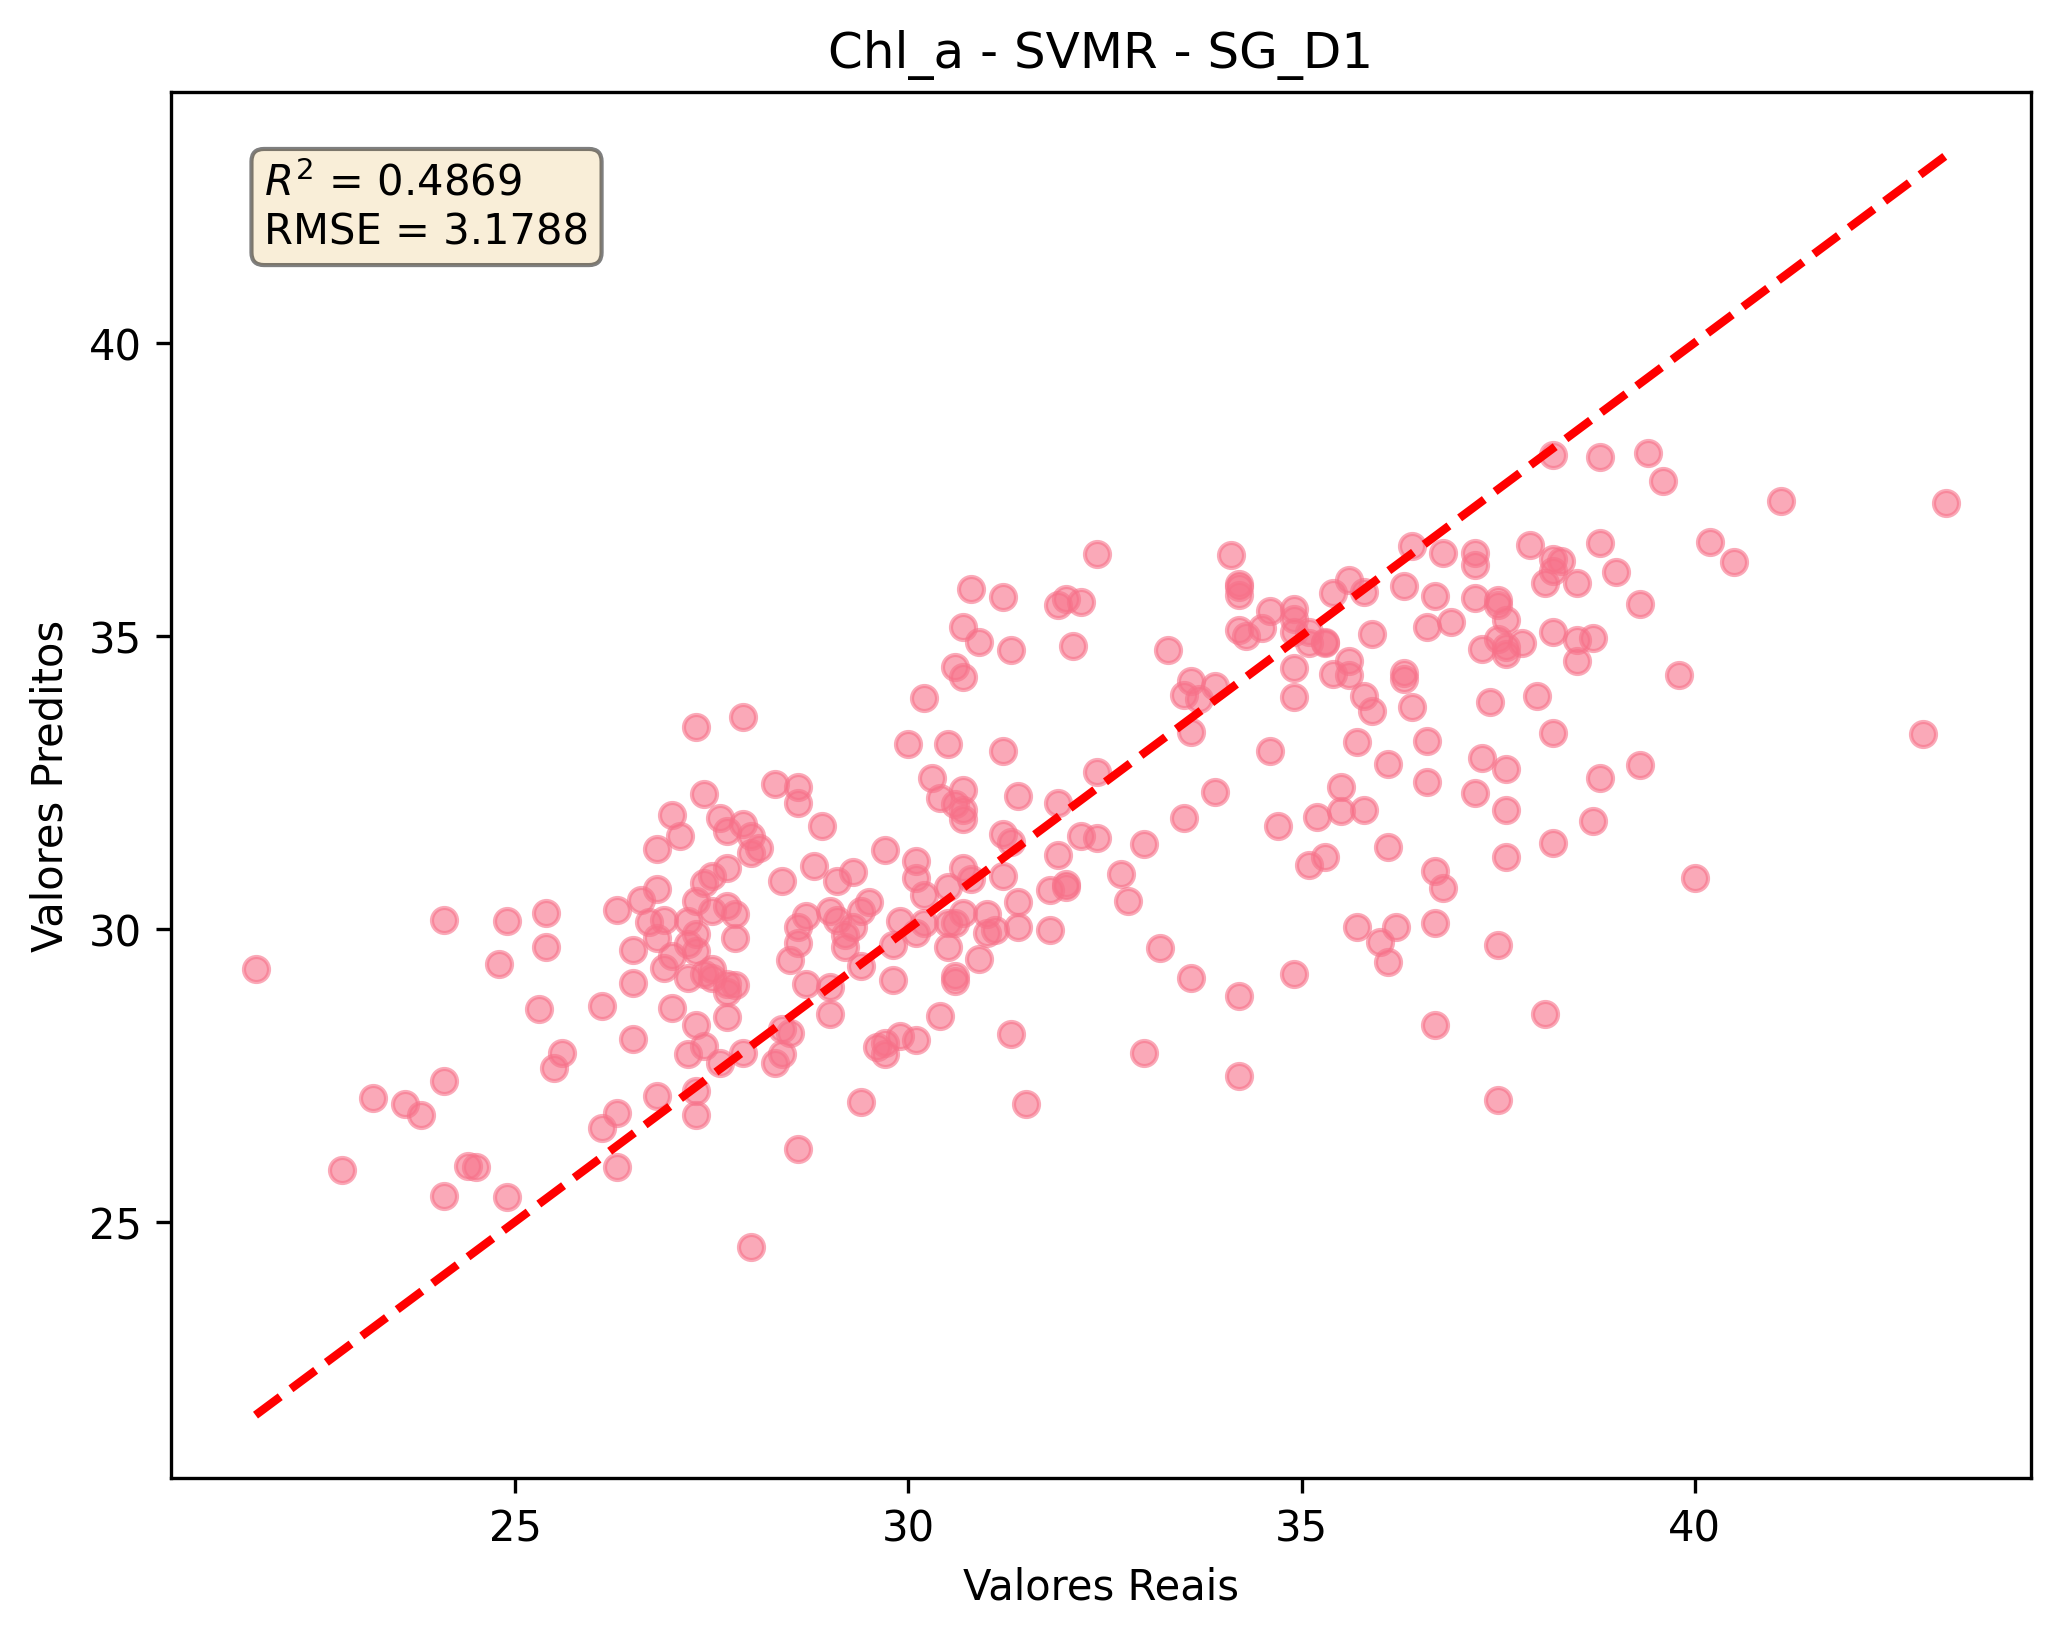 Chl_a - SVMR - SG_D1
R² = 0.4869
RMSE = 3.1788
Valores Preditos
40
35
30
25
25 30 35 40
Valores Reais